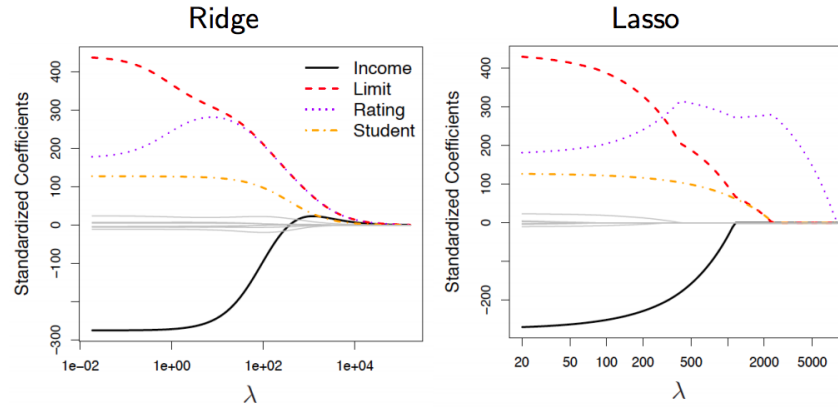 Ridge
Standardized Coefficients
400
300
200
100
0
-100
-300
Income
Limit
Rating
Student
1e-02 1e+00 1e+02 1e+04
λ
Lasso
Standardized Coefficients
400
300
200
100
0
-200
20 50 100 200 500 2000 5000
λ